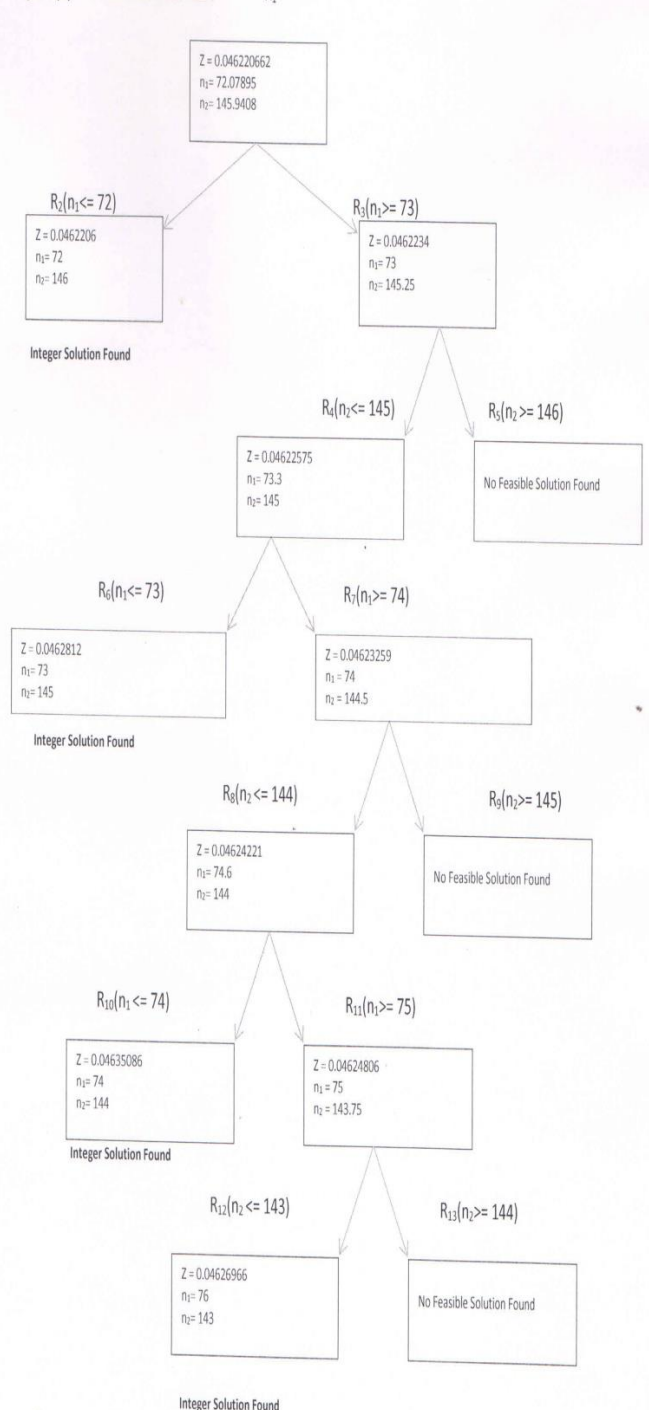 Z = 0.046220662
n₁= 72.07895
n₂= 145.9408
R₂(n₁<= 72)
R₃(n₁>= 73)
Z = 0.0462206
n₁= 72
n₂= 146
Z = 0.0462234
n₁= 73
n₂= 145.25
Integer Solution Found
R₄(n₂<= 145)
R₅(n₂ >= 146)
Z = 0.04622575
n₁= 73.3
n₂= 145
No Feasible Solution Found
R₆(n₁<= 73)
R₇(n₁>= 74)
Z = 0.0462812
n₁= 73
n₂= 145
Z = 0.04623259
n₁ = 74
n₂ = 144.5
Integer Solution Found
R₈(n₂ <= 144)
R₉(n₂>= 145)
Z = 0.04624221
n₁= 74.6
n₂= 144
No Feasible Solution Found
R₁₀(n₁ <= 74)
R₁₁(n₁>= 75)
Z = 0.04635086
n₁= 74
n₂= 144
Z = 0.04624806
n₁ = 75
n₂ = 143.75
Integer Solution Found
R₁₂(n₂ <= 143)
R₁₃(n₂>= 144)
Z = 0.04626966
n₁= 76
n₂= 143
No Feasible Solution Found
Integer Solution Found